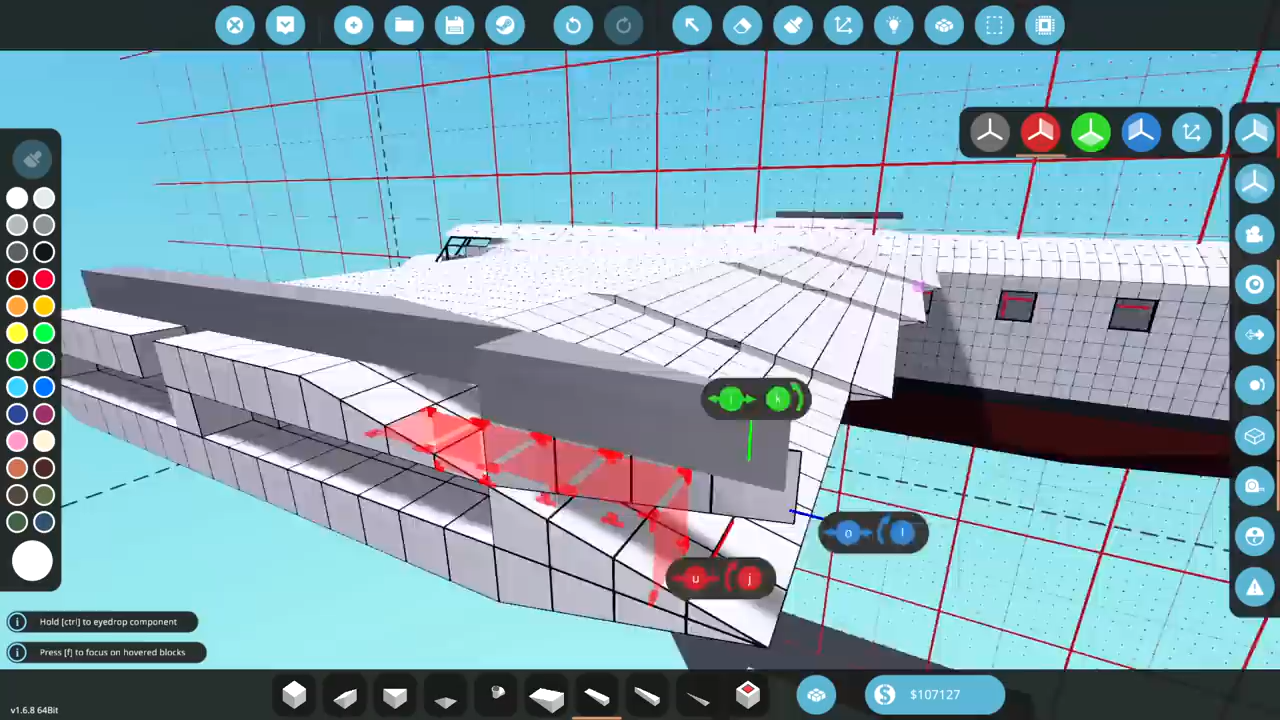 i
k
o
l
u
j
Hold [ctrl] to eyedrop component
Press [f] to focus on hovered blocks
$107127
v1.6.8 64Bit